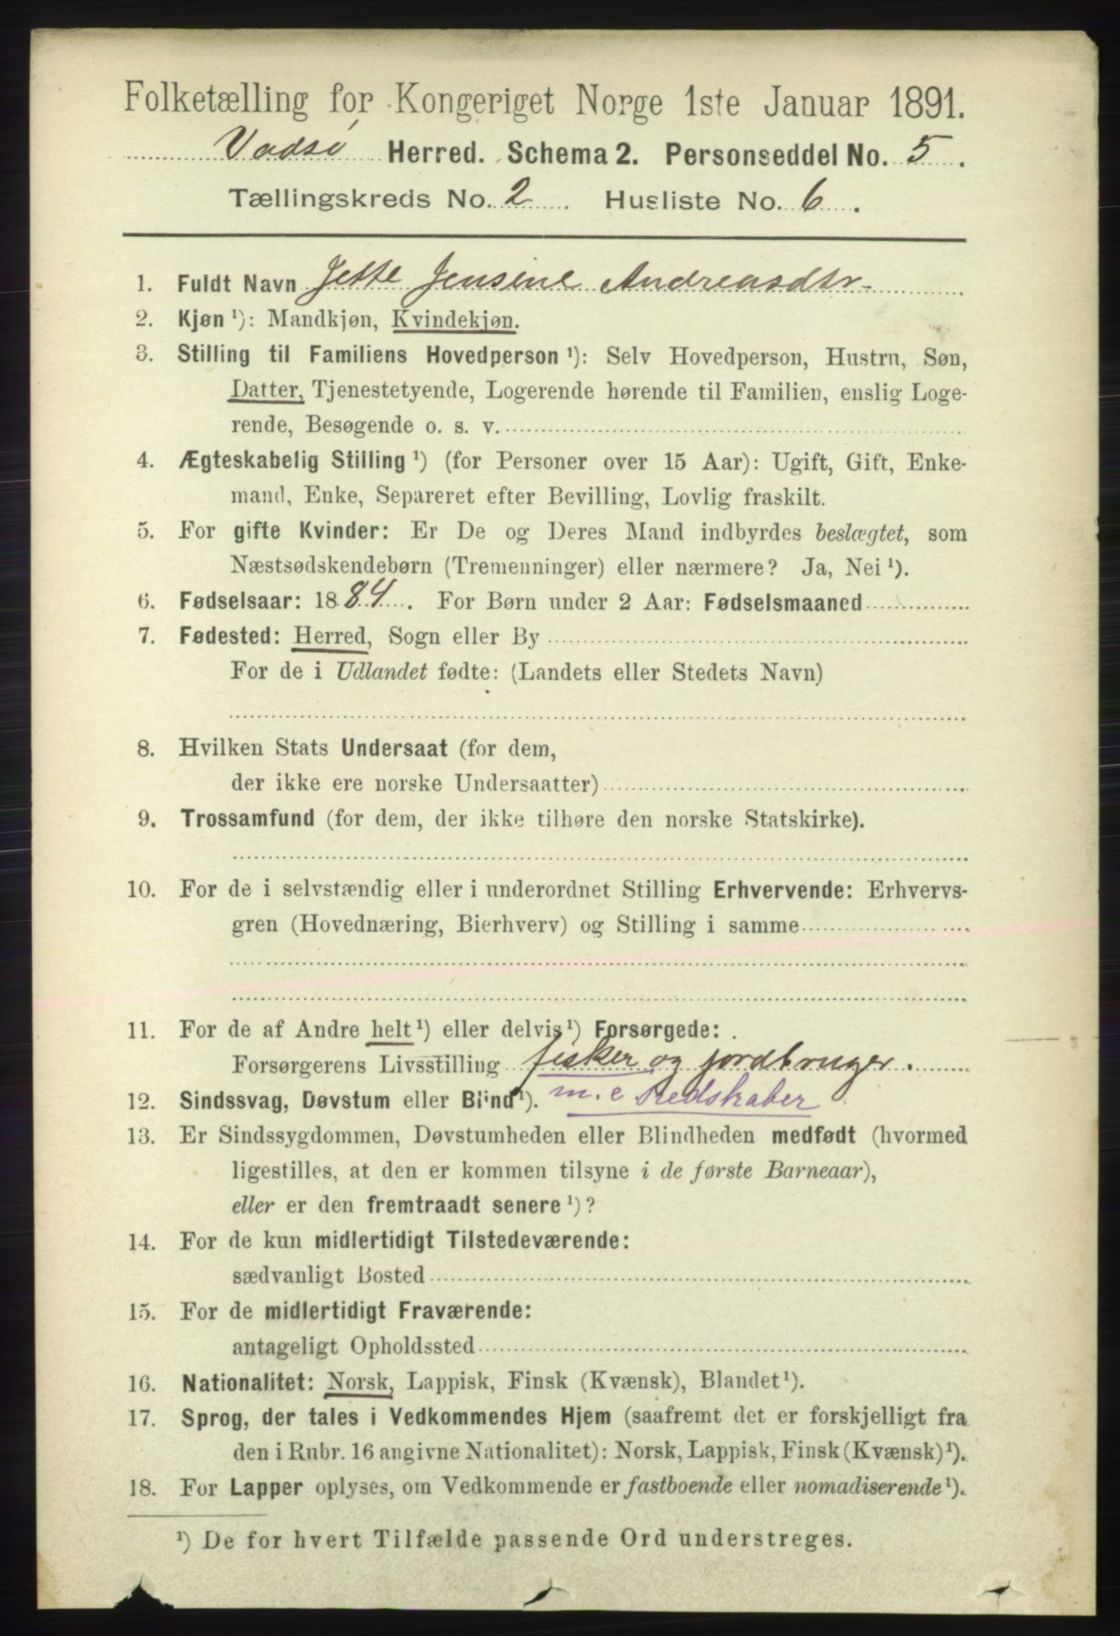 Folketælling for Kongeriget Norge 1ste Januar 1891.
Vadsø Herred. Schema 2. Personseddel No. 5.
Tællingskreds No. 2. Husliste No. 6.
1. Fuldt Navn Jette Jensine Andreasdtr.
2. Kjøn ¹): Mandkjøn, Kvindekjøn.
3. Stilling til Familiens Hovedperson ¹): Selv Hovedperson, Hustru, Søn,
Datter, Tjenestetyende, Logerende hørende til Familien, enslig Loge-
rende, Besøgende o. s. v.
4. Ægteskabelig Stilling ¹) (for Personer over 15 Aar): Ugift, Gift, Enke-
mand, Enke, Separeret efter Bevilling, Lovlig fraskilt.
5. For gifte Kvinder: Er De og Deres Mand indbyrdes beslægtet, som
Næstsødskendebørn (Tremenninger) eller nærmere? Ja, Nei ¹).
6. Fødselsaar: 1884. For Børn under 2 Aar: Fødselsmaaned
7. Fødested: Herred, Sogn eller By
For de i Udlandet fødte: (Landets eller Stedets Navn)
8. Hvilken Stats Undersaat (for dem,
der ikke ere norske Undersaatter)
9. Trossamfund (for dem, der ikke tilhøre den norske Statskirke).
10. For de i selvstændig eller i underordnet Stilling Erhvervende: Erhvervs-
gren (Hovednæring, Bierhverv) og Stilling i samme
11. For de af Andre helt ¹) eller delvis ¹) Forsørgede:
Forsørgerens Livsstilling fisker og jordbruger.
12. Sindssvag, Døvstum eller Blind ¹). m. e Redskaber
13. Er Sindssygdommen, Døvstumheden eller Blindheden medfødt (hvormed
ligestilles, at den er kommen tilsyne i de første Barneaar),
eller er den fremtraadt senere ¹)?
14. For de kun midlertidigt Tilstedeværende:
sædvanligt Bosted
15. For de midlertidigt Fraværende:
antageligt Opholdssted
16. Nationalitet: Norsk, Lappisk, Finsk (Kvænsk), Blandet ¹).
17. Sprog, der tales i Vedkommendes Hjem (saafremt det er forskjelligt fra
den i Rubr. 16 angivne Nationalitet): Norsk, Lappisk, Finsk (Kvænsk) ¹).
18. For Lapper oplyses, om Vedkommende er fastboende eller nomadiserende ¹).
¹) De for hvert Tilfælde passende Ord understreges.